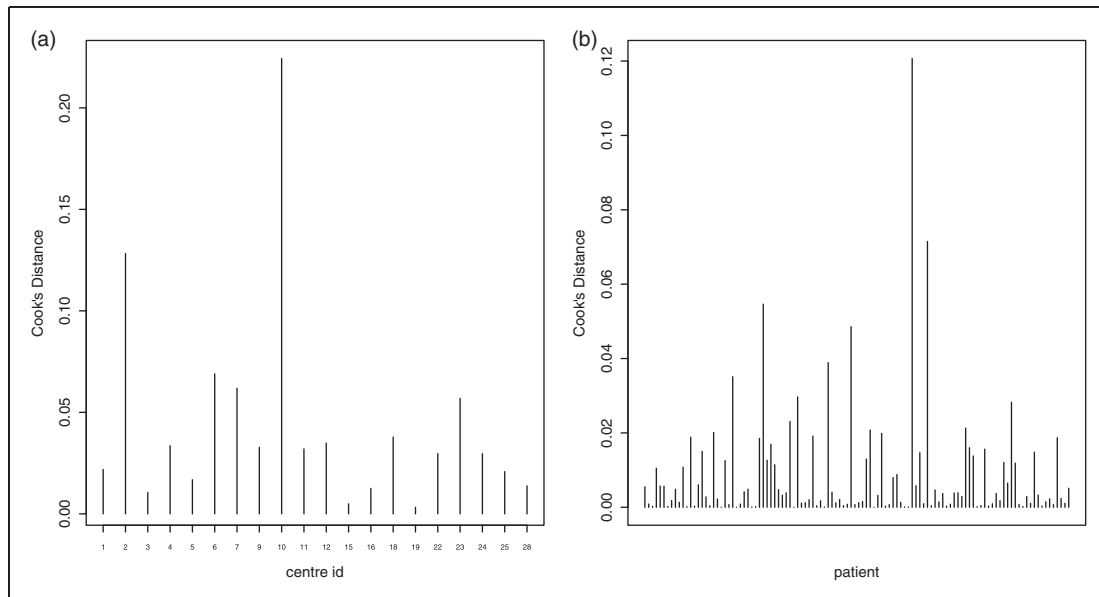 (a)
Cook's Distance
0.20
0.15
0.10
0.05
0.00
1 2 3 4 5 6 7 9 10 11 12 15 16 18 19 22 23 24 25 28
centre id
(b)
Cook's Distance
0.12
0.10
0.08
0.06
0.04
0.02
0.00
patient